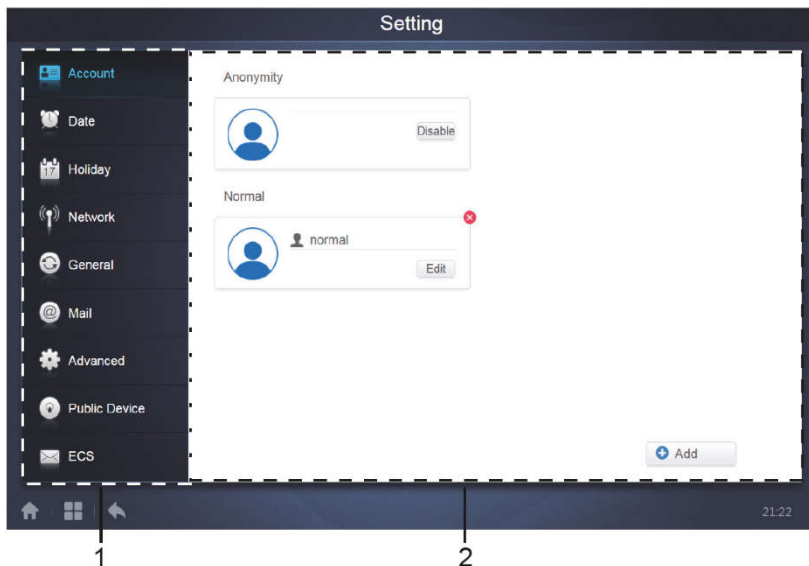 Setting
Account
Date
Holiday
17
Network
General
@
Mail
Advanced
Public Device
ECS
Anonymity
Disable
Normal
normal
Edit
Add
21:22
1
2